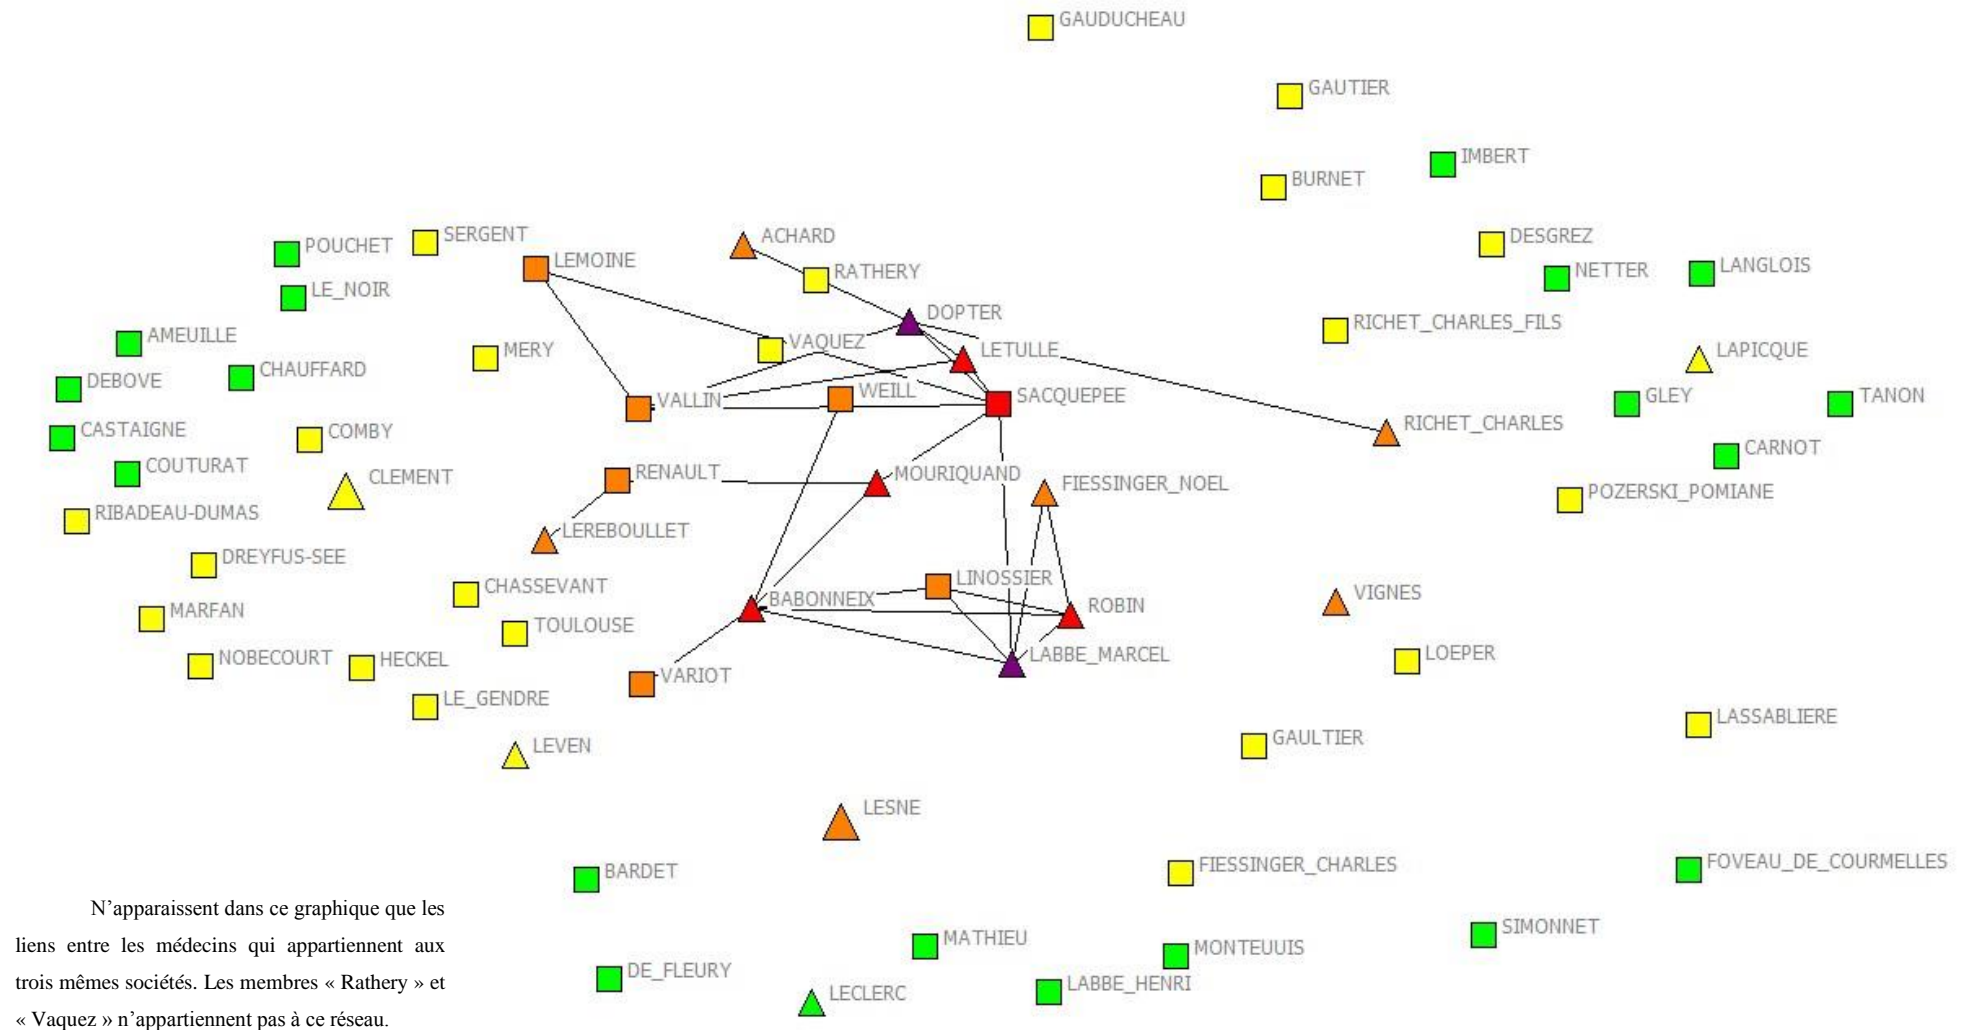 GAUDUCHEAU
GAUTIER
IMBERT
BURNET
SERGENT
ACHARD
DESGREZ
POUCHET
LEMOINE
RATHERY
NETTER
LANGLOIS
LE_NOIR
DOPTER
RICHET_CHARLES_FILS
AMEUILLE
MERY
VAQUEZ
LETULLE
LAPICQUE
CHAUFFARD
DEBOVE
VALLIN
WEILL
SACQUEPEE
GLEY
TANON
RICHET_CHARLES
CASTAIGNE
COMBY
CARNOT
COUTURAT
CLEMENT
RENAULT
MOURIQUAND
FIESSINGER_NOEL
POZERSKI_POMIANE
RIBADEAU-DUMAS
LEREBOULLET
DREYFUS-SEE
CHASSEVANT
LINOSSIER
VIGNES
BABONNEIX
ROBIN
MARFAN
TOULOUSE
NOBECOURT
HECKEL
LABBE_MARCEL
LOEPER
VARIOT
LE_GENDRE
LASSABLIERE
LEVEN
GAULTIER
LESNE
BARDET
FIESSINGER_CHARLES
FOVEAU_DE_COURMELLES
SIMONNET
MATHIEU
MONTEUUIS
DE_FLEURY
LABBE_HENRI
LECLERC
N’apparaissent dans ce graphique que les
liens entre les médecins qui appartiennent aux
trois mêmes sociétés. Les membres « Rathery » et
« Vaquez » n’appartiennent pas à ce réseau.